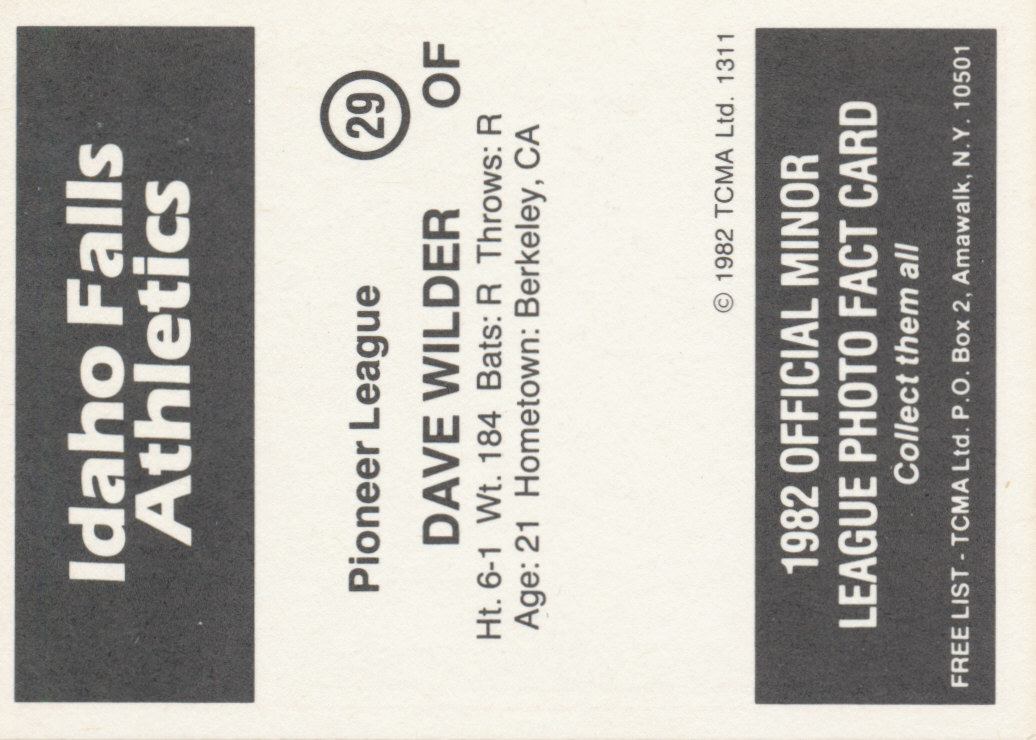 Idaho Falls
Athletics
29
Pioneer League
DAVE WILDER OF
Ht. 6-1 Wt. 184 Bats: R Throws: R
Age: 21 Hometown: Berkeley, CA
© 1982 TCMA Ltd. 1311
1982 OFFICIAL MINOR
LEAGUE PHOTO FACT CARD
Collect them all
FREE LIST - TCMA Ltd. P.O. Box 2, Amawalk, N.Y. 10501